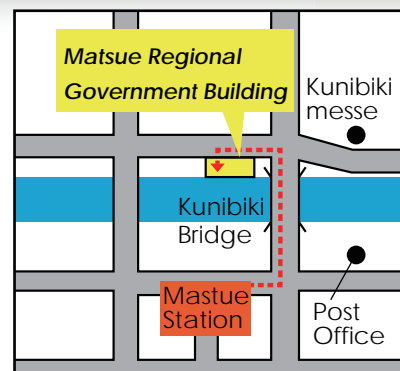 Matsue Regional
Government Building
Kunibiki
messe
Kunibiki
Bridge
Mastue
Station
Post
Office